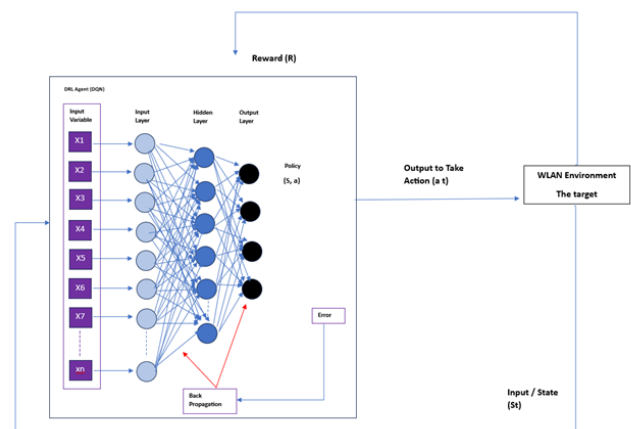 Reward (R)
DRL Agent (DQN)
Input
Variable
Input
Layer
Hidden
Layer
Output
Layer
X1
X2
X3
X4
X5
X6
X7
xn
Policy
(S, a)
Error
Back
Propagation
Output to Take
Action (a t)
WLAN Environment
The target
Input / State
(St)